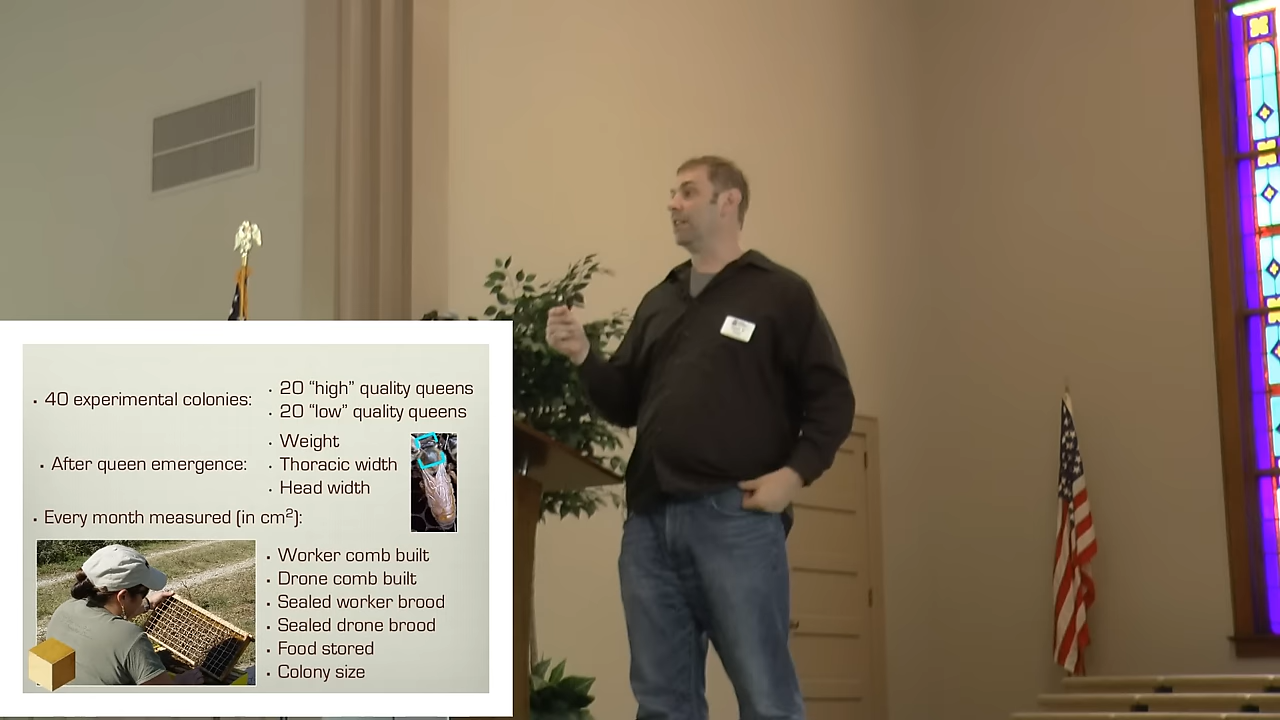 · 40 experimental colonies:
· 20 “high” quality queens
· 20 “low” quality queens
· After queen emergence:
· Weight
· Thoracic width
· Head width
· Every month measured (in cm²):
· Worker comb built
· Drone comb built
· Sealed worker brood
· Sealed drone brood
· Food stored
· Colony size